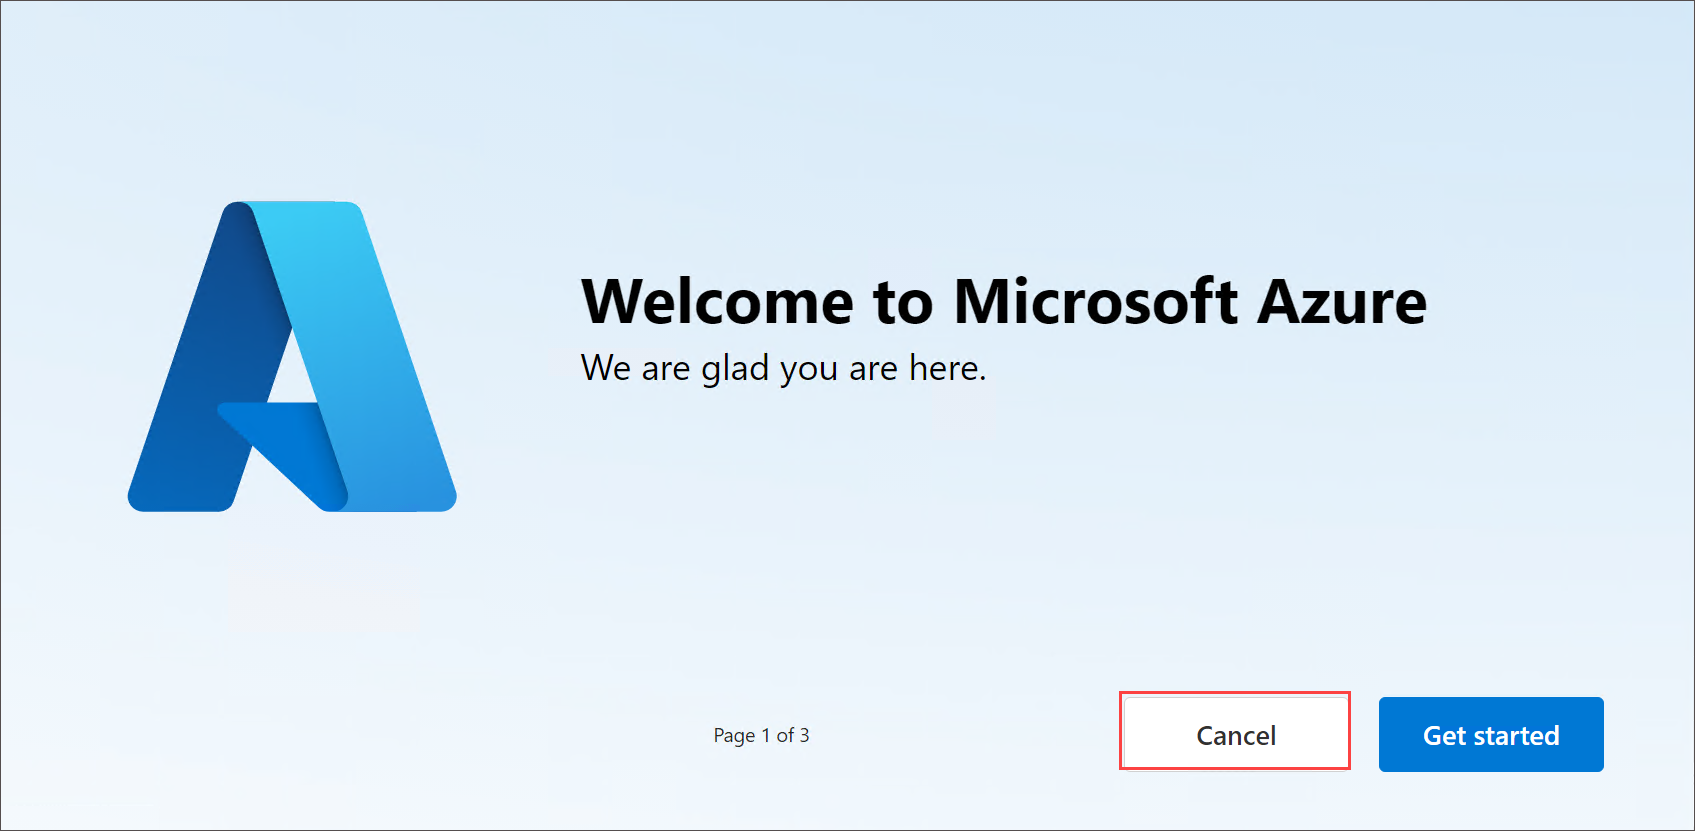 Welcome to Microsoft Azure
We are glad you are here.
Page 1 of 3
Cancel
Get started